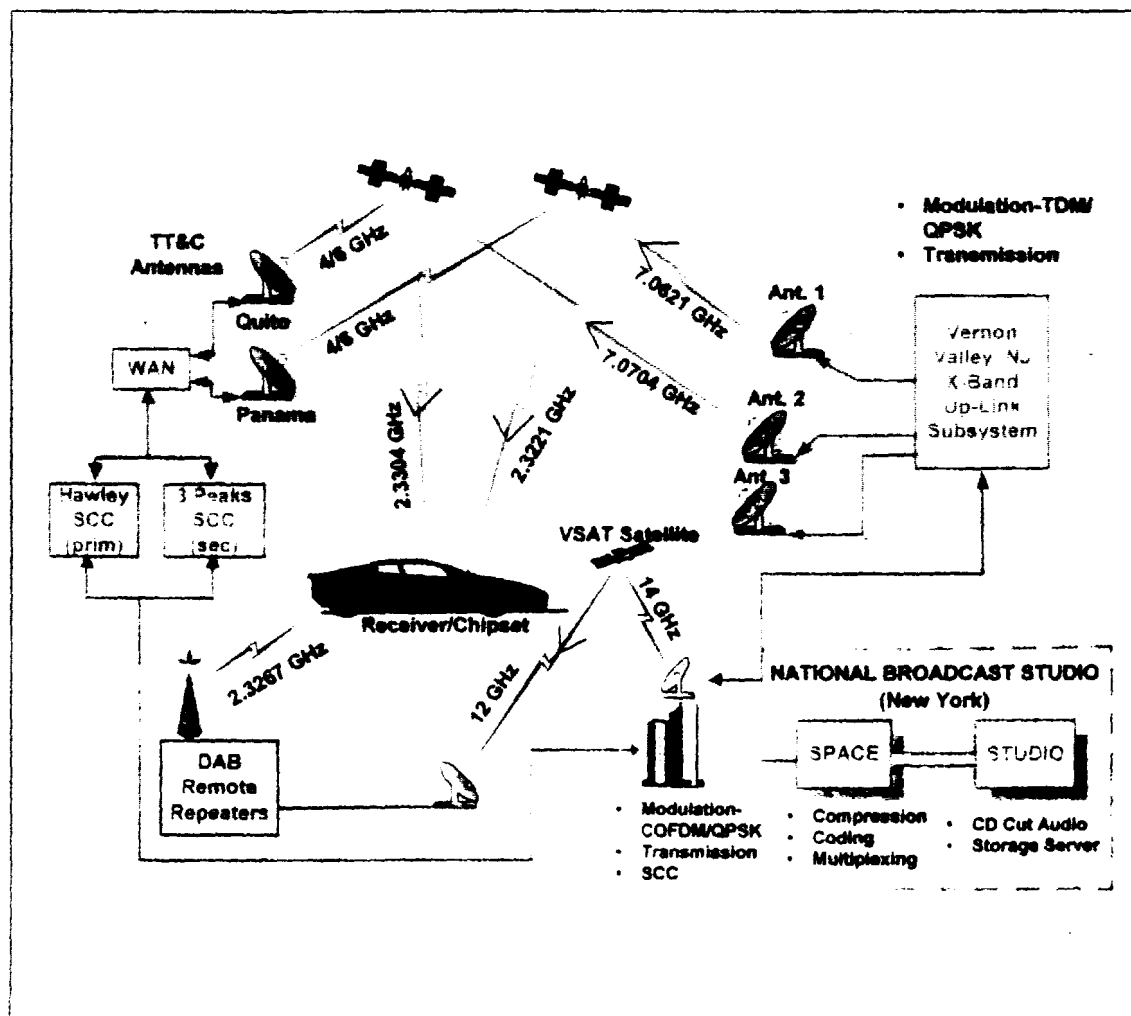 • Modulation-TDM/
QPSK
• Transmission
TT&C
Antennas
4/6 GHz
Quito
4/6 GHz
Panama
WAN
7.0621 GHz
Ant. 1
7.0704 GHz
Ant. 2
Ant. 3
Vernon
Valley, NJ
X-Band
Up-Link
Subsystem
2.3304 GHz
2.3221 GHz
Hawley
SCC
(prim)
3 Peaks
SCC
(sec)
VSAT Satellite
14 GHz
Receiver/Chipset
2.3267 GHz
12 GHz
DAB
Remote
Repeaters
NATIONAL BROADCAST STUDIO
(New York)
SPACE
STUDIO
• Modulation-
COFDM/QPSK
• Transmission
• SCC
• Compression
• Coding
• Multiplexing
• CD Cut Audio
• Storage Server